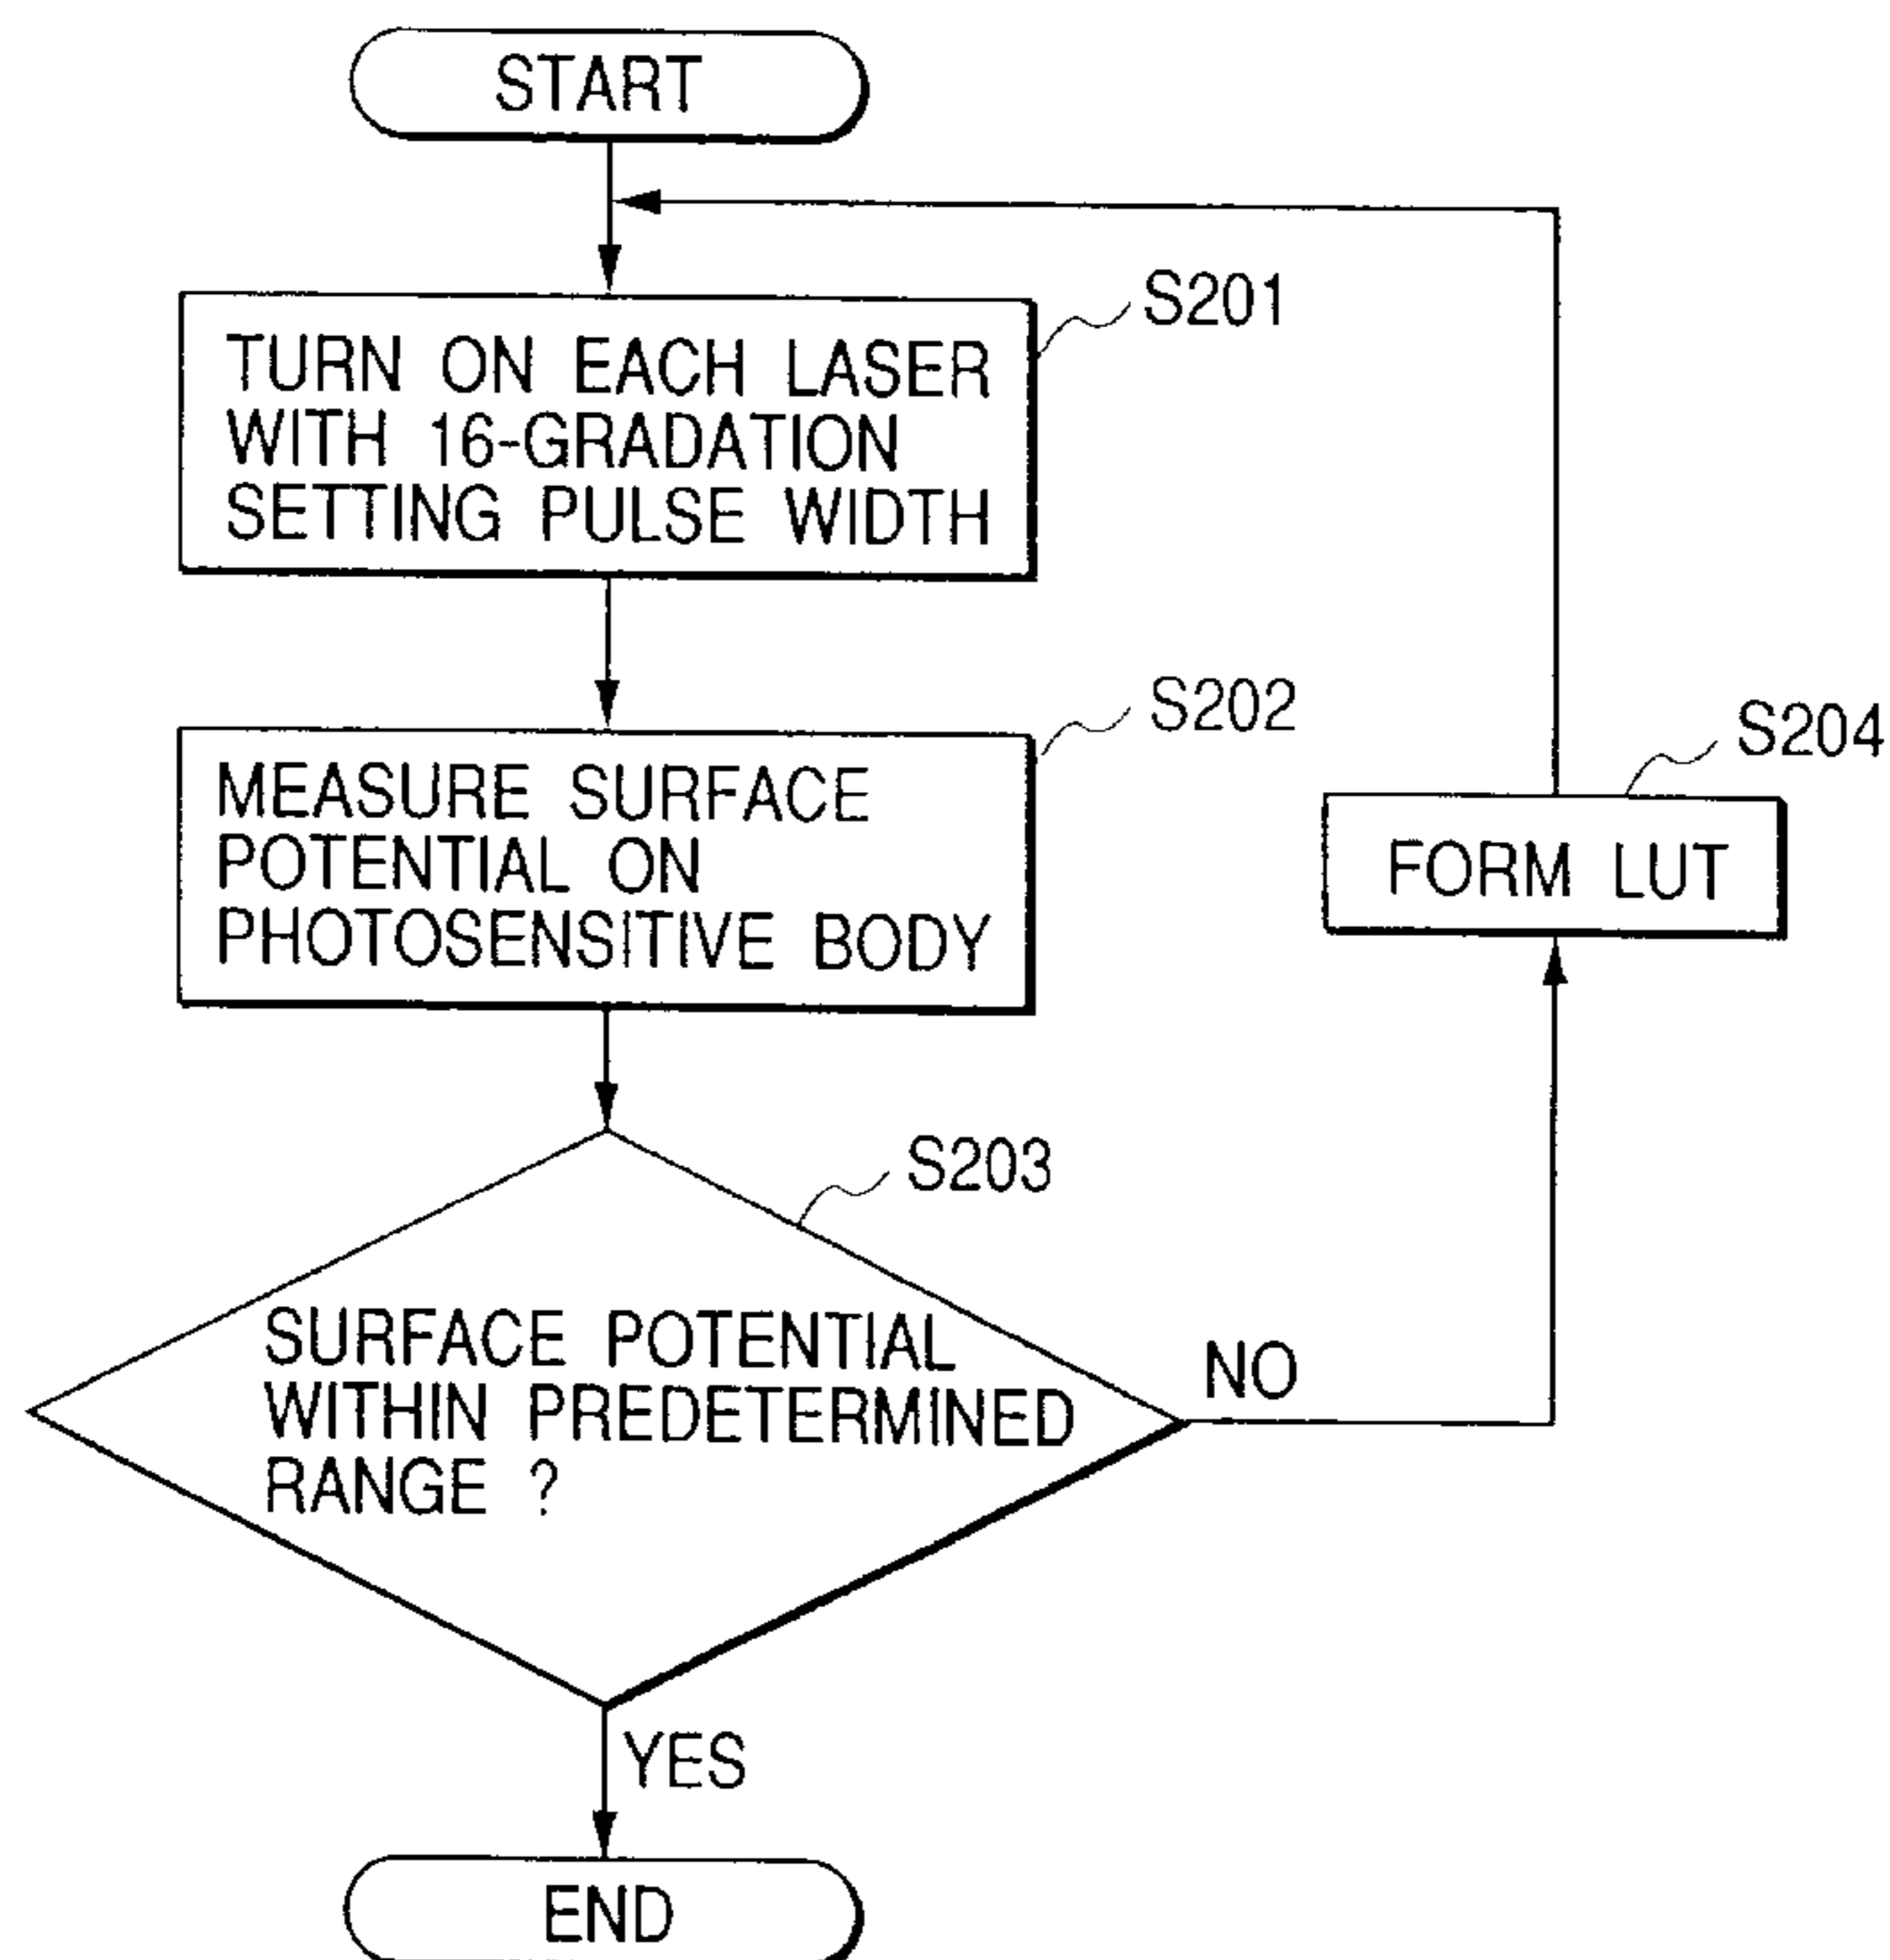 START
S201
TURN ON EACH LASER
WITH 16-GRADATION
SETTING PULSE WIDTH
S202
MEASURE SURFACE
POTENTIAL ON
PHOTOSENSITIVE BODY
S204
FORM LUT
S203
SURFACE POTENTIAL
WITHIN PREDETERMINED
RANGE ?
NO
YES
END